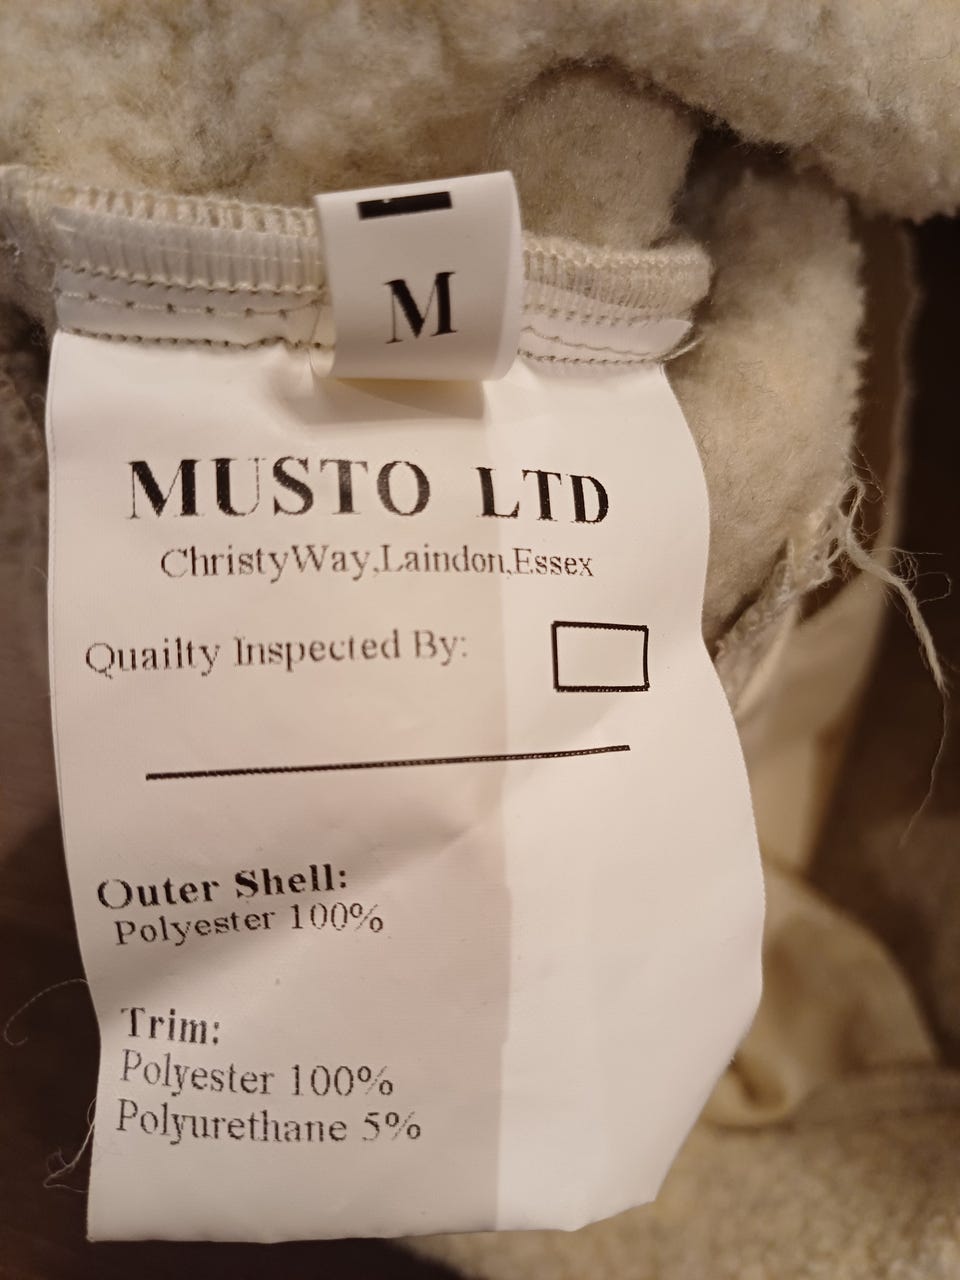 M
MUSTO LTD
ChristyWay,Laindon,Essex
Quailty Inspected By:
Outer Shell:
Polyester 100%
Trim:
Polyester 100%
Polyurethane 5%